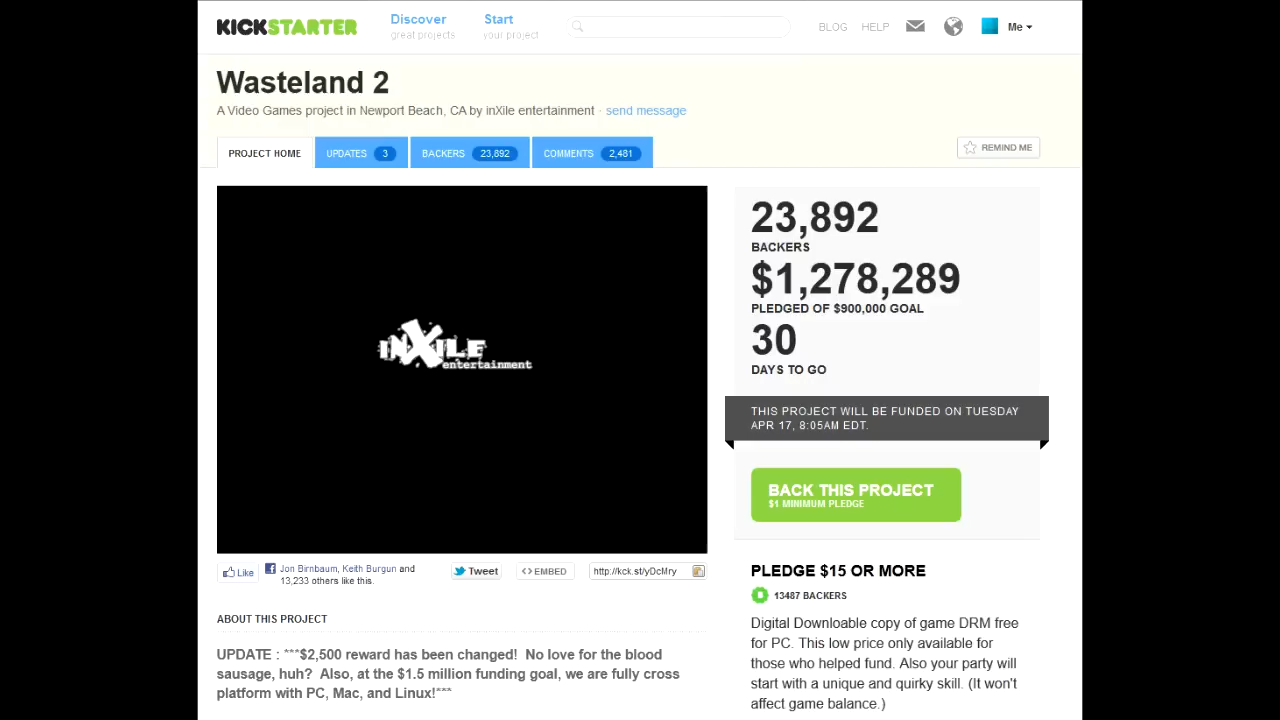 KICKSTARTER
Discover
great projects
Start
your project
BLOG HELP Me
Wasteland 2
A Video Games project in Newport Beach, CA by inXile entertainment · send message
PROJECT HOME UPDATES 3 BACKERS 23,892 COMMENTS 2,481
REMIND ME
INXILE
entertainment
23,892
BACKERS
$1,278,289
PLEDGED OF $900,000 GOAL
30
DAYS TO GO
THIS PROJECT WILL BE FUNDED ON TUESDAY
APR 17, 8:05AM EDT.
BACK THIS PROJECT
$1 MINIMUM PLEDGE
Like
Jon Birnbaum, Keith Burgun and
13,233 others like this.
Tweet
<> EMBED
http://kck.st/yDcMry
ABOUT THIS PROJECT
UPDATE : ***$2,500 reward has been changed! No love for the blood
sausage, huh? Also, at the $1.5 million funding goal, we are fully cross
platform with PC, Mac, and Linux!***
PLEDGE $15 OR MORE
13487 BACKERS
Digital Downloable copy of game DRM free
for PC. This low price only available for
those who helped fund. Also your party will
start with a unique and quirky skill. (It won't
affect game balance.)